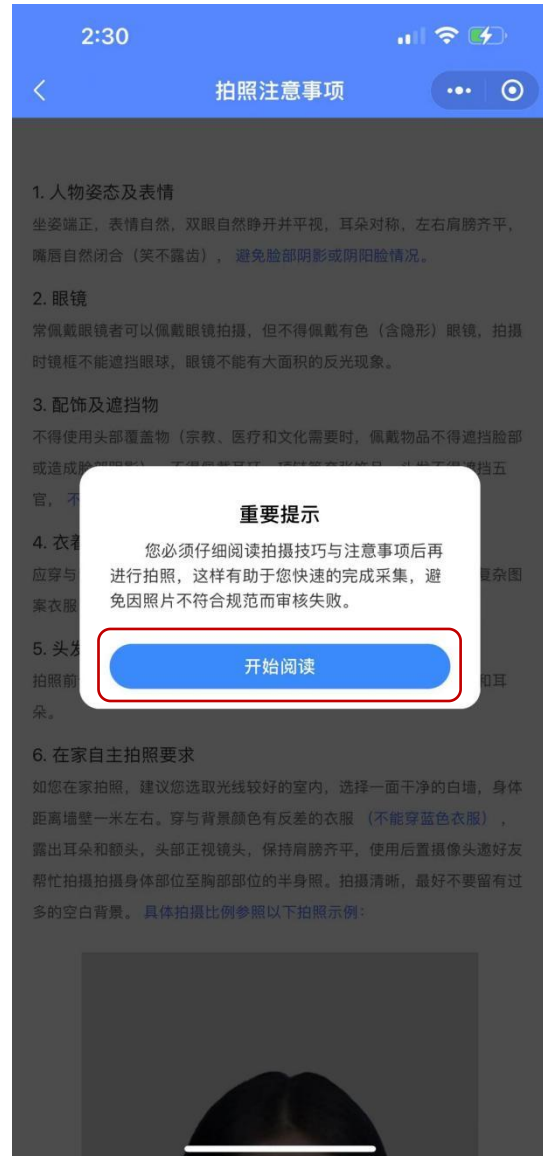 2:30
拍照注意事项
1. 人物姿态及表情
坐姿端正，表情自然，双眼自然睁开并平视，耳朵对称，左右肩膀齐平，
嘴唇自然闭合（笑不露齿），避免脸部阴影或阴阳脸情况。
2. 眼镜
常佩戴眼镜者可以佩戴眼镜拍摄，但不得佩戴有色（含隐形）眼镜，拍摄
时镜框不能遮挡眼球，眼镜不能有大面积的反光现象。
3. 配饰及遮挡物
不得使用头部覆盖物（宗教、医疗和文化需要时，佩戴物品不得遮挡脸部
或造成
遮挡五
官，不
重要提示
4. 衣着
您必须仔细阅读拍摄技巧与注意事项后再
应穿与
进行拍照，这样有助于您快速的完成采集，避
复杂图
案衣服
免因照片不符合规范而审核失败。
5. 头发
开始阅读
拍照前
和耳
朵。
6. 在家自主拍照要求
如您在家拍照，建议您选取光线较好的室内，选择一面干净的白墙，身体
距离墙壁一米左右。穿与背景颜色有反差的衣服（不能穿蓝色衣服），
露出耳朵和额头，头部正视镜头，保持肩膀齐平，使用后置摄像头邀好友
帮忙拍摄拍摄身体部位至胸部部位的半身照。拍摄清晰，最好不要留有过
多的空白背景。具体拍摄比例参照以下拍照示例：